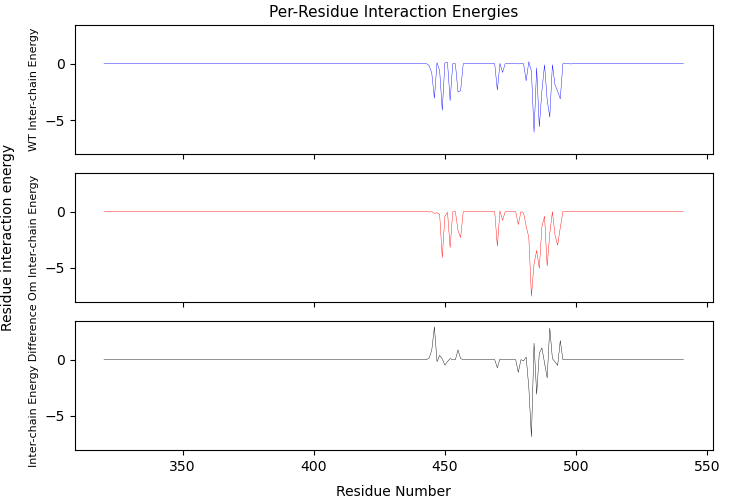 Per-Residue Interaction Energies
Residue interaction energy
WT Inter-chain Energy
0
−5
Om Inter-chain Energy
0
−5
Inter-chain Energy Difference
0
−5
350
400
450
500
550
Residue Number